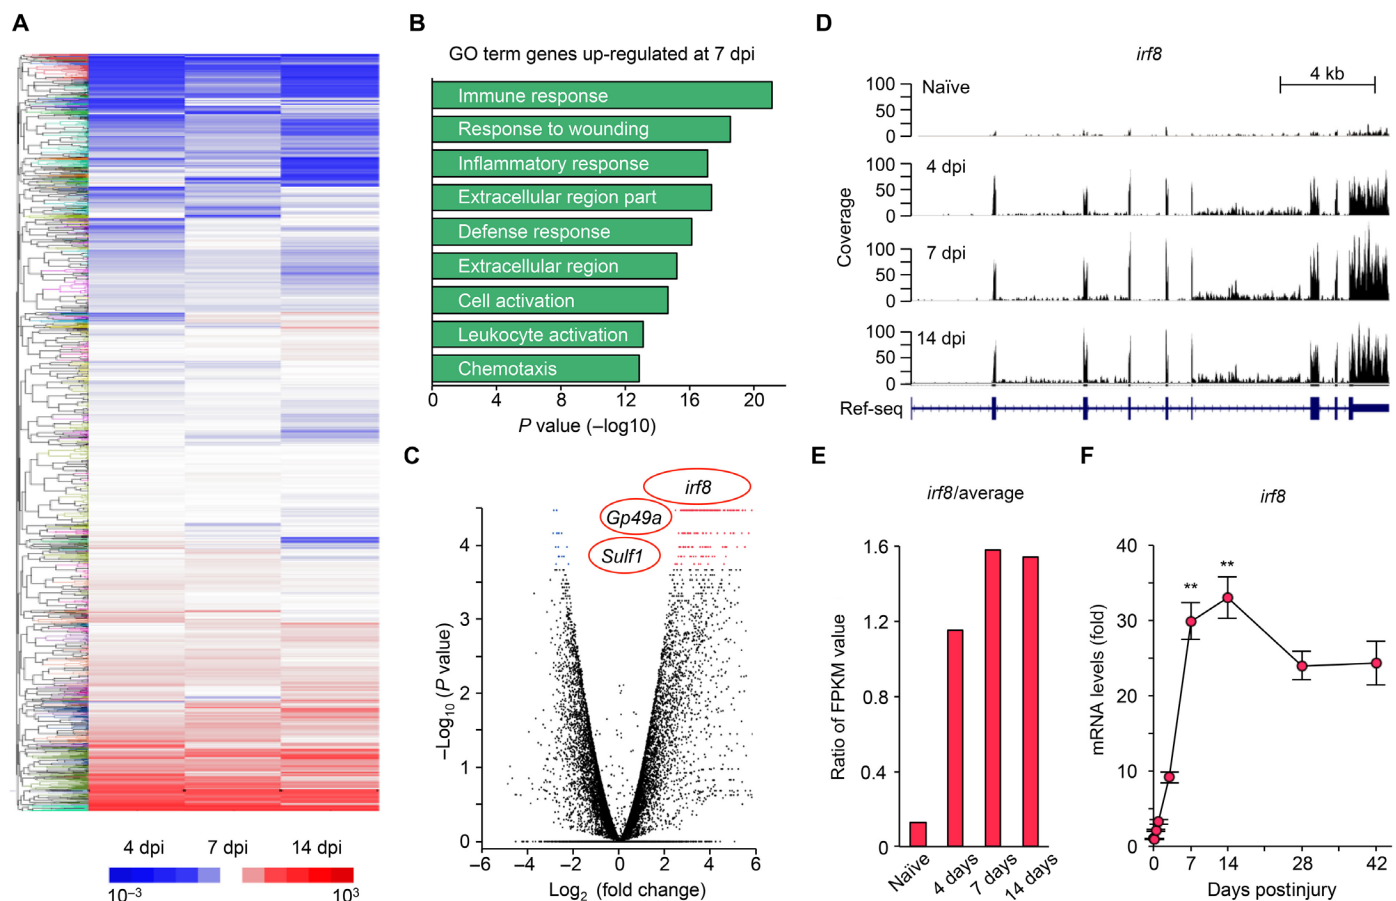 A
4 dpi
7 dpi
14 dpi
10⁻³
10³
B
GO term genes up-regulated at 7 dpi
Immune response
Response to wounding
Inflammatory response
Extracellular region part
Defense response
Extracellular region
Cell activation
Leukocyte activation
Chemotaxis
0 4 8 12 16 20
P value (–log10)
C
irf8
Gp49a
Sulf1
4
3
2
1
0
–Log₁₀ (P value)
–6 –4 –2 0 2 4 6
Log₂ (fold change)
D
irf8
4 kb
Coverage
100
50
0
Naïve
100
50
0
4 dpi
100
50
0
7 dpi
100
50
0
14 dpi
Ref-seq
E
irf8/average
Ratio of FPKM value
1.6
1.2
0.8
0.4
0
Naïve
4 days
7 days
14 days
F
irf8
mRNA levels (fold)
40
30
20
10
0
**
**
0 7 14 28 42
Days postinjury